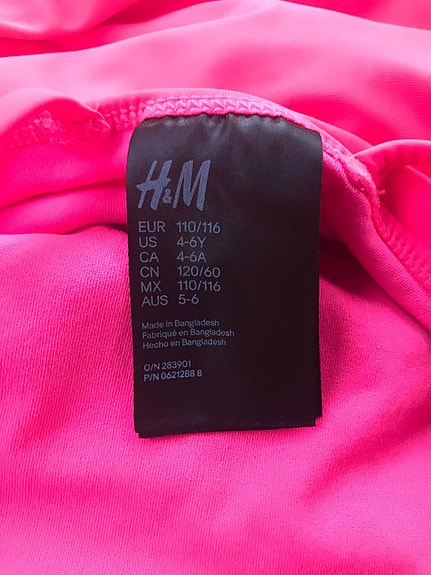 H&M
EUR 110/116
US 4-6Y
CA 4-6A
CN 120/60
MX 110/116
AUS 5-6
Made in Bangladesh
Fabriqué en Bangladesh
Hecho en Bangladesh
O/N 283901
P/N 0621288 8